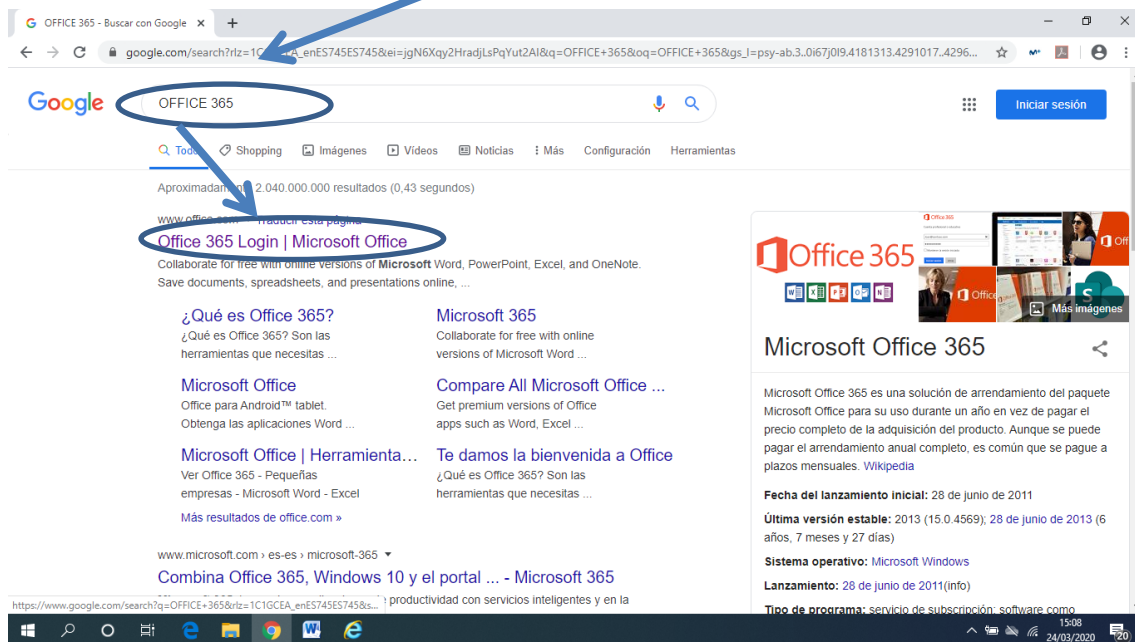 OFFICE 365 - Buscar con Google
google.com/search?rlz=1C1GCEA_enES745ES745&ei=jgN6Xqy2HradjLsPqYut2AI&q=OFFICE+365&oq=OFFICE+365&gs_l=psy-ab.3..0i67j0l9.4181313.4291017..4296...
Google OFFICE 365 Iniciar sesión
Shopping Imágenes Vídeos Noticias Más Configuración Herramientas
2.040.000.000 resultados (0,43 segundos)
Office 365 Login | Microsoft Office
Collaborate for free with online versions of Microsoft Word, PowerPoint, Excel, and OneNote.
Save documents, spreadsheets, and presentations online, ...
¿Qué es Office 365?
¿Qué es Office 365? Son las
herramientas que necesitas ...
Microsoft 365
Collaborate for free with online
versions of Microsoft Word ...
Microsoft Office
Office para Android™ tablet.
Obtenga las aplicaciones Word ...
Compare All Microsoft Office ...
Get premium versions of Office
apps such as Word, Excel ...
Microsoft Office | Herramienta...
Ver Office 365 - Pequeñas
empresas - Microsoft Word - Excel
Te damos la bienvenida a Office
¿Qué es Office 365? Son las
herramientas que necesitas ...
Más resultados de office.com »
www.microsoft.com › es-es › microsoft-365
Combina Office 365, Windows 10 y el portal ... - Microsoft 365
productividad con servicios inteligentes y en la
https://www.google.com/search?q=OFFICE+365&rlz=1C1GCEA_enES745ES745&s...
Office 365
Más imágenes
Microsoft Office 365
Microsoft Office 365 es una solución de arrendamiento del paquete
Microsoft Office para su uso durante un año en vez de pagar el
precio completo de la adquisición del producto. Aunque se puede
pagar el arrendamiento anual completo, es común que se pague a
plazos mensuales. Wikipedia
Fecha del lanzamiento inicial: 28 de junio de 2011
Última versión estable: 2013 (15.0.4569); 28 de junio de 2013 (6
años, 7 meses y 27 días)
Sistema operativo: Microsoft Windows
Lanzamiento: 28 de junio de 2011(info)
Tipo de programa: servicio de subscripción; software como
15:08
24/03/2020
20